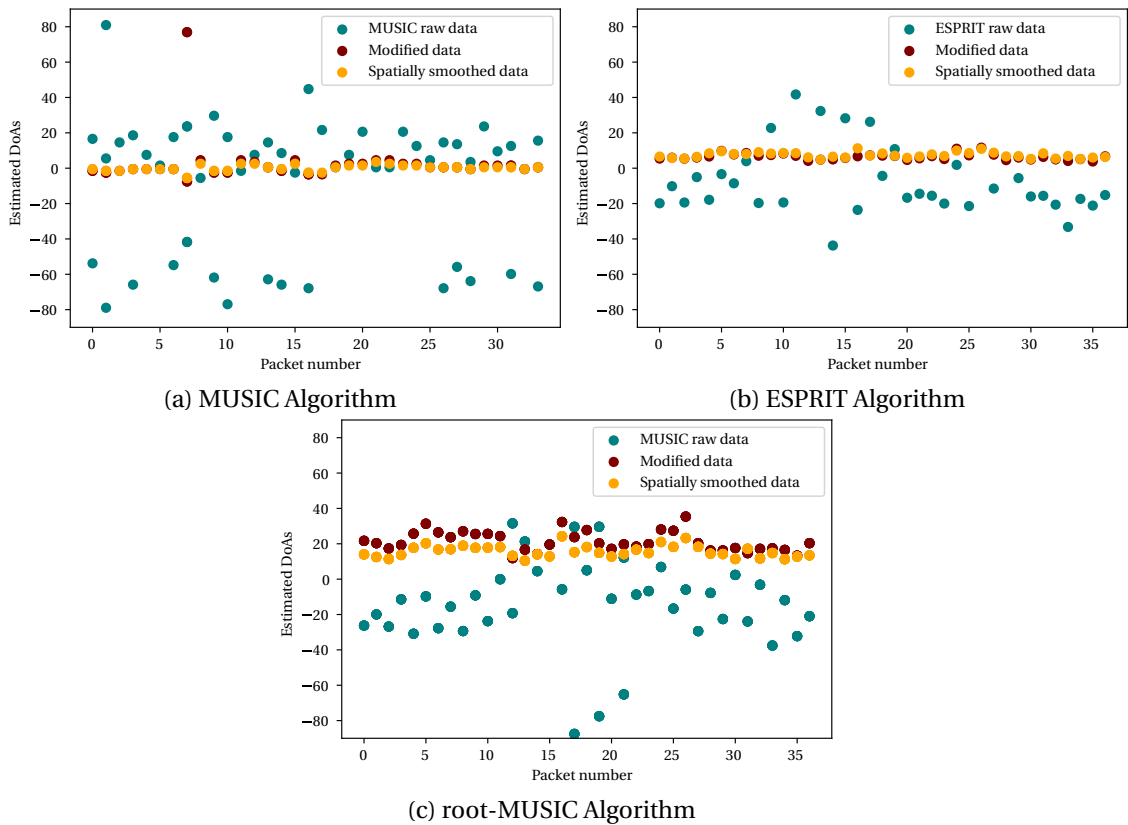 80
60
40
20
0
−20
−40
−60
−80
Estimated DoAs
MUSIC raw data
Modified data
Spatially smoothed data
0 5 10 15 20 25 30
Packet number
(a) MUSIC Algorithm
80
60
40
20
0
−20
−40
−60
−80
Estimated DoAs
ESPRIT raw data
Modified data
Spatially smoothed data
0 5 10 15 20 25 30 35
Packet number
(b) ESPRIT Algorithm
80
60
40
20
0
−20
−40
−60
−80
Estimated DoAs
MUSIC raw data
Modified data
Spatially smoothed data
0 5 10 15 20 25 30 35
Packet number
(c) root-MUSIC Algorithm